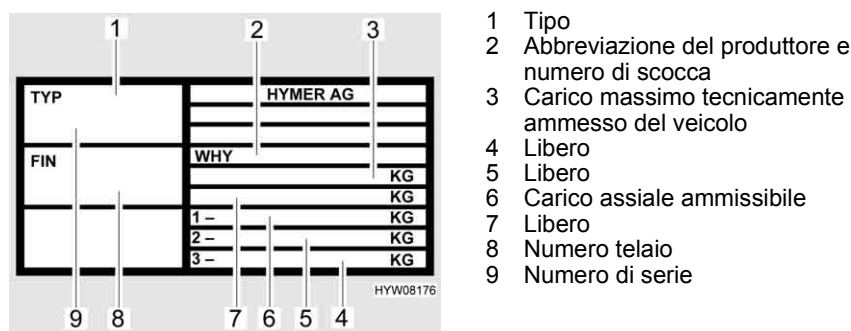 1 2 3
TYP
HYMER AG
FIN
WHY
KG
KG
1 – KG
2 – KG
3 – KG
HYW08176
9 8 7 6 5 4
1 Tipo
2 Abbreviazione del produttore e
numero di scocca
3 Carico massimo tecnicamente
ammesso del veicolo
4 Libero
5 Libero
6 Carico assiale ammissibile
7 Libero
8 Numero telaio
9 Numero di serie